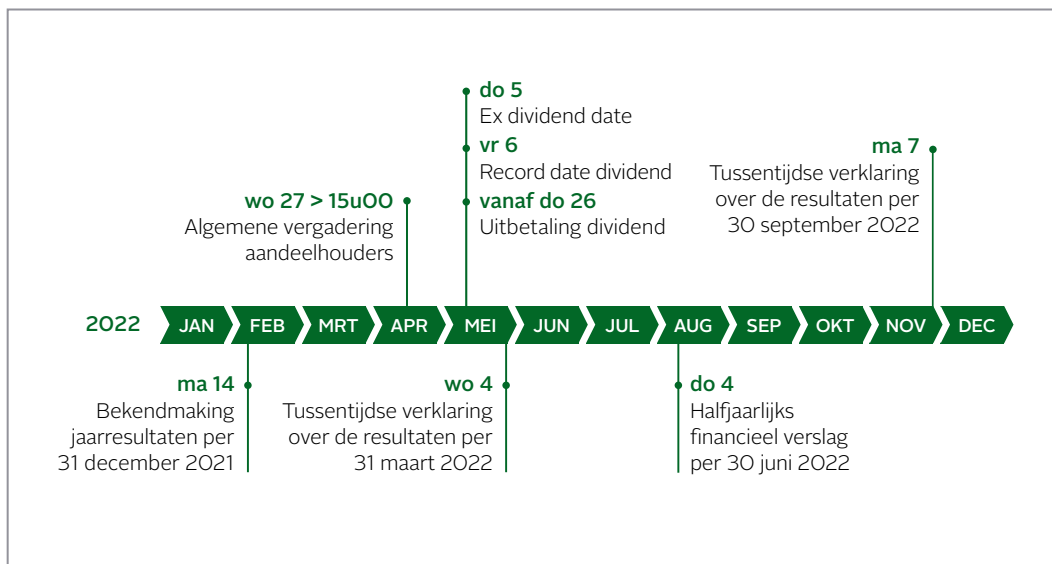 do 5
Ex dividend date
vr 6
Record date dividend
vanaf do 26
Uitbetaling dividend
ma 7
Tussentijdse verklaring
over de resultaten per
30 september 2022
wo 27 > 15u00
Algemene vergadering
aandeelhouders
2022 JAN FEB MRT APR MEI JUN JUL AUG SEP OKT NOV DEC
ma 14
Bekendmaking
jaarresultaten per
31 december 2021
wo 4
Tussentijdse verklaring
over de resultaten per
31 maart 2022
do 4
Halfjaarlijks
financieel verslag
per 30 juni 2022